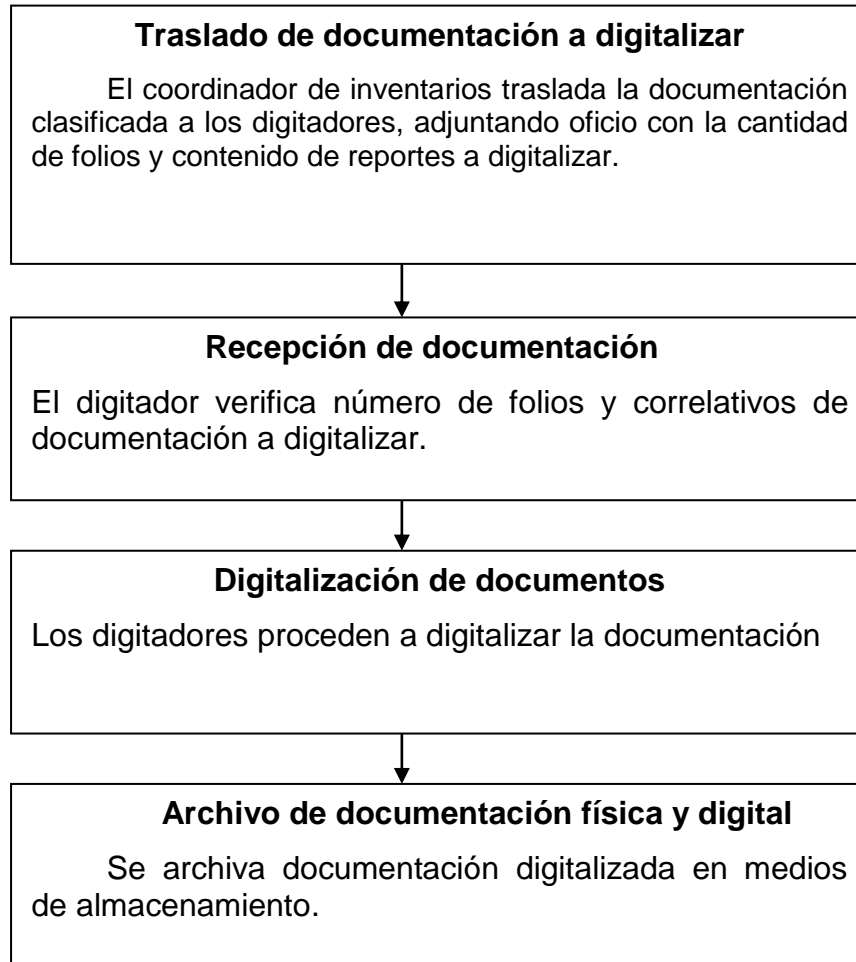 Traslado de documentación a digitalizar
El coordinador de inventarios traslada la documentación
clasificada a los digitadores, adjuntando oficio con la cantidad
de folios y contenido de reportes a digitalizar.
Recepción de documentación
El digitador verifica número de folios y correlativos de
documentación a digitalizar.
Digitalización de documentos
Los digitadores proceden a digitalizar la documentación
Archivo de documentación física y digital
Se archiva documentación digitalizada en medios
de almacenamiento.